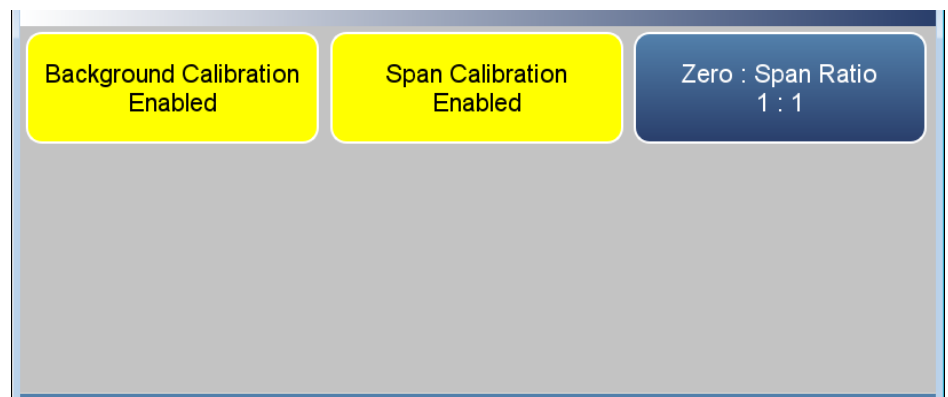 Background Calibration
Enabled
Span Calibration
Enabled
Zero : Span Ratio
1 : 1